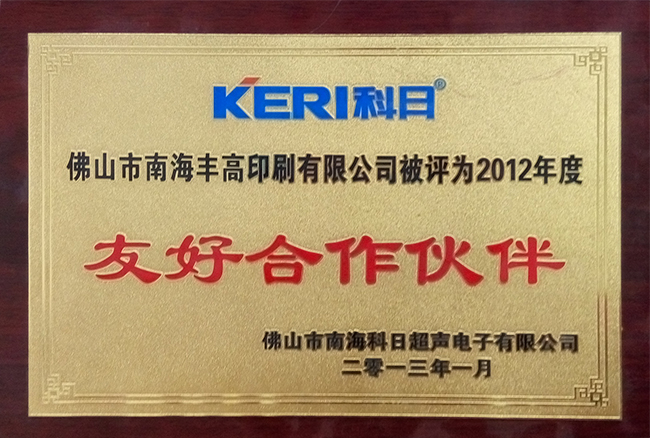 KERI科日®
佛山市南海丰高印刷有限公司被评为2012年度
友好合作伙伴
佛山市南海科日超声电子有限公司
二零一三年一月